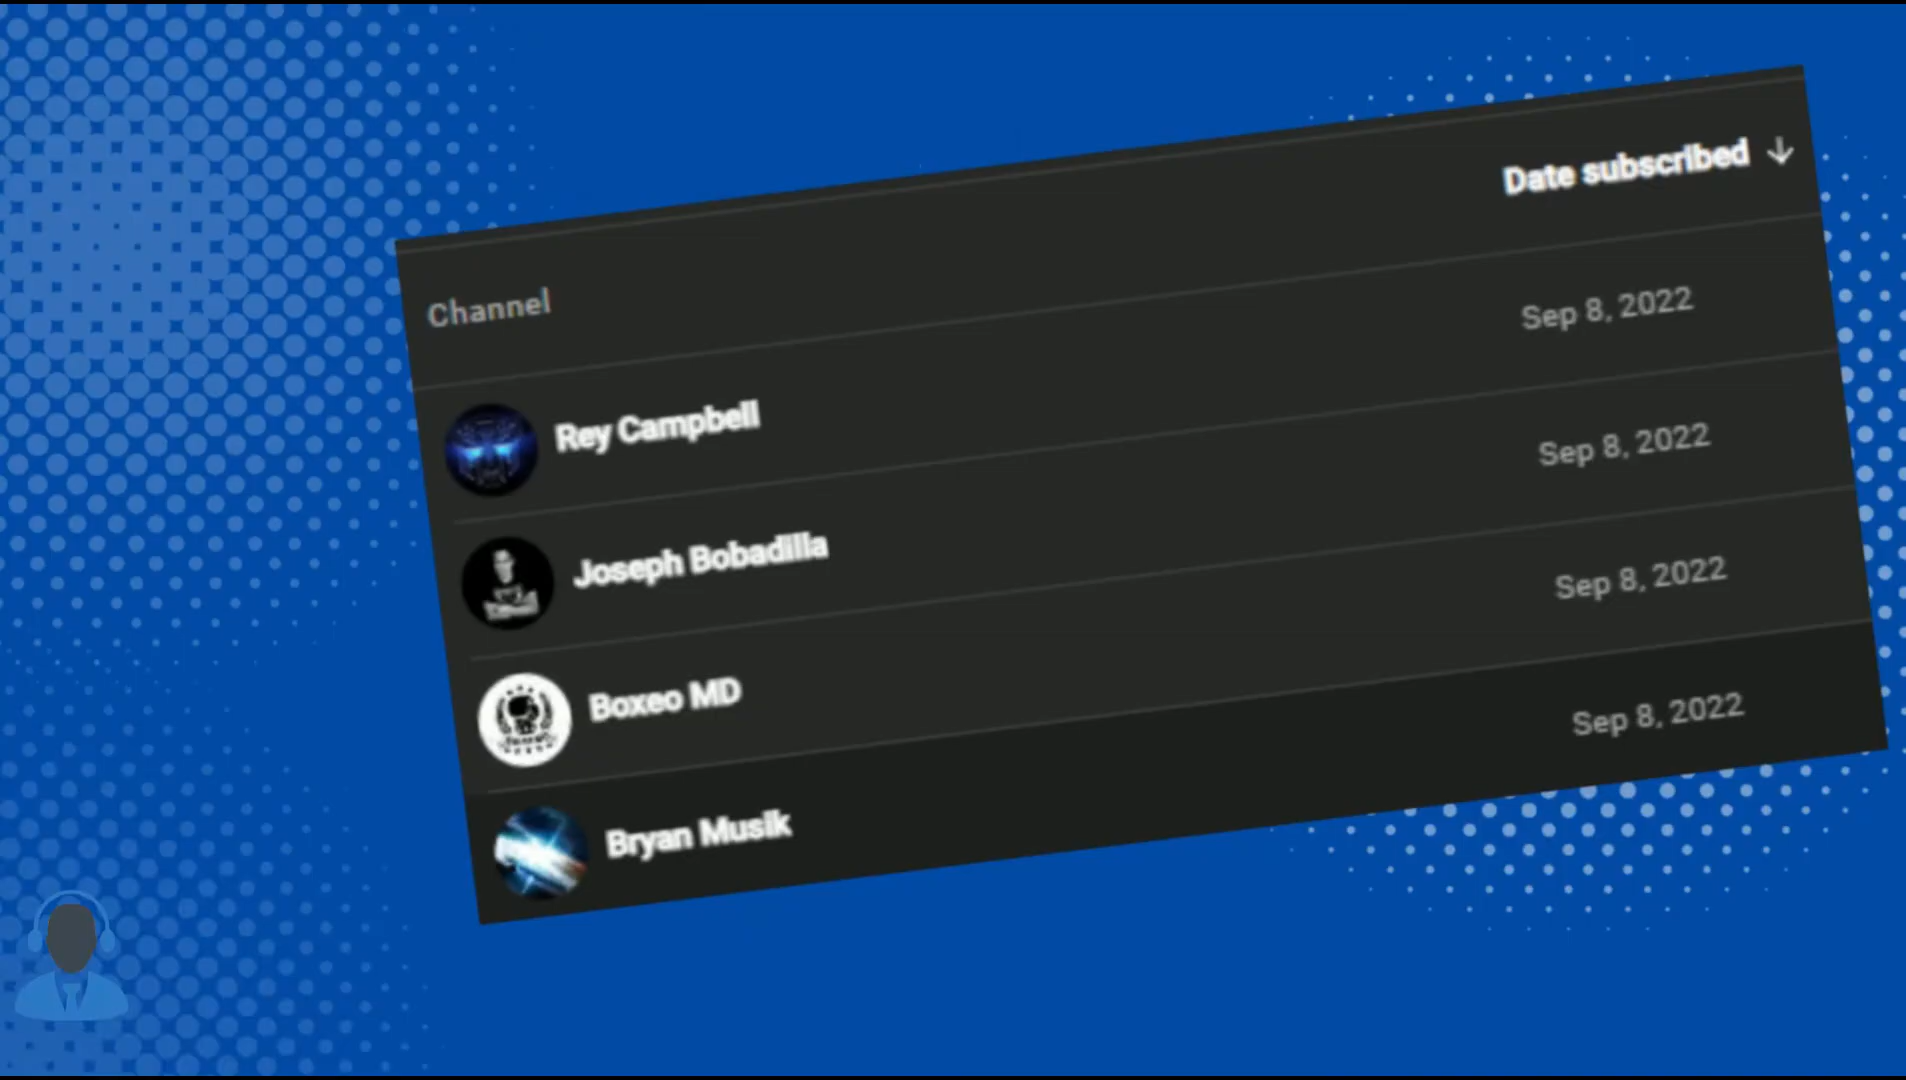 Channel Date subscribed
Rey Campbell Sep 8, 2022
Joseph Bobadilla Sep 8, 2022
Boxeo MD Sep 8, 2022
Bryan Musik Sep 8, 2022